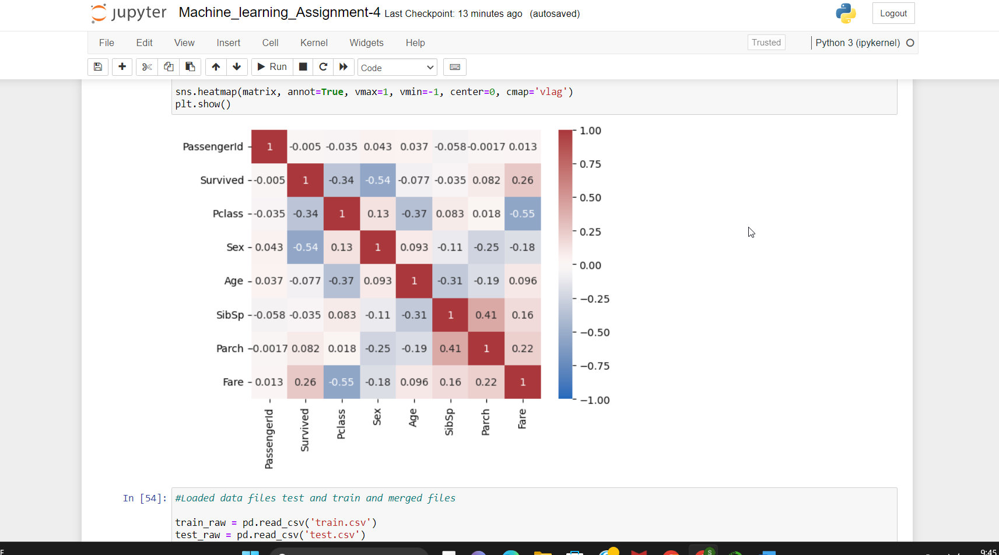 jupyter Machine_learning_Assignment-4 Last Checkpoint: 13 minutes ago (autosaved) Logout
File Edit View Insert Cell Kernel Widgets Help Trusted Python 3 (ipykernel)
Run Code
sns.heatmap(matrix, annot=True, vmax=1, vmin=-1, center=0, cmap='vlag')
plt.show()
PassengerId 1 -0.005 -0.035 0.043 0.037 -0.058 -0.0017 0.013
Survived -0.005 1 -0.34 -0.54 -0.077 -0.035 0.082 0.26
Pclass -0.035 -0.34 1 0.13 -0.37 0.083 0.018 -0.55
Sex 0.043 -0.54 0.13 1 0.093 -0.11 -0.25 -0.18
Age 0.037 -0.077 -0.37 0.093 1 -0.31 -0.19 0.096
SibSp -0.058 -0.035 0.083 -0.11 -0.31 1 0.41 0.16
Parch -0.0017 0.082 0.018 -0.25 -0.19 0.41 1 0.22
Fare 0.013 0.26 -0.55 -0.18 0.096 0.16 0.22 1
PassengerId Survived Pclass Sex Age SibSp Parch Fare
1.00
0.75
0.50
0.25
0.00
−0.25
−0.50
−0.75
−1.00
In [54]: #Loaded data files test and train and merged files
train_raw = pd.read_csv('train.csv')
test_raw = pd.read_csv('test.csv')
F S 9:45